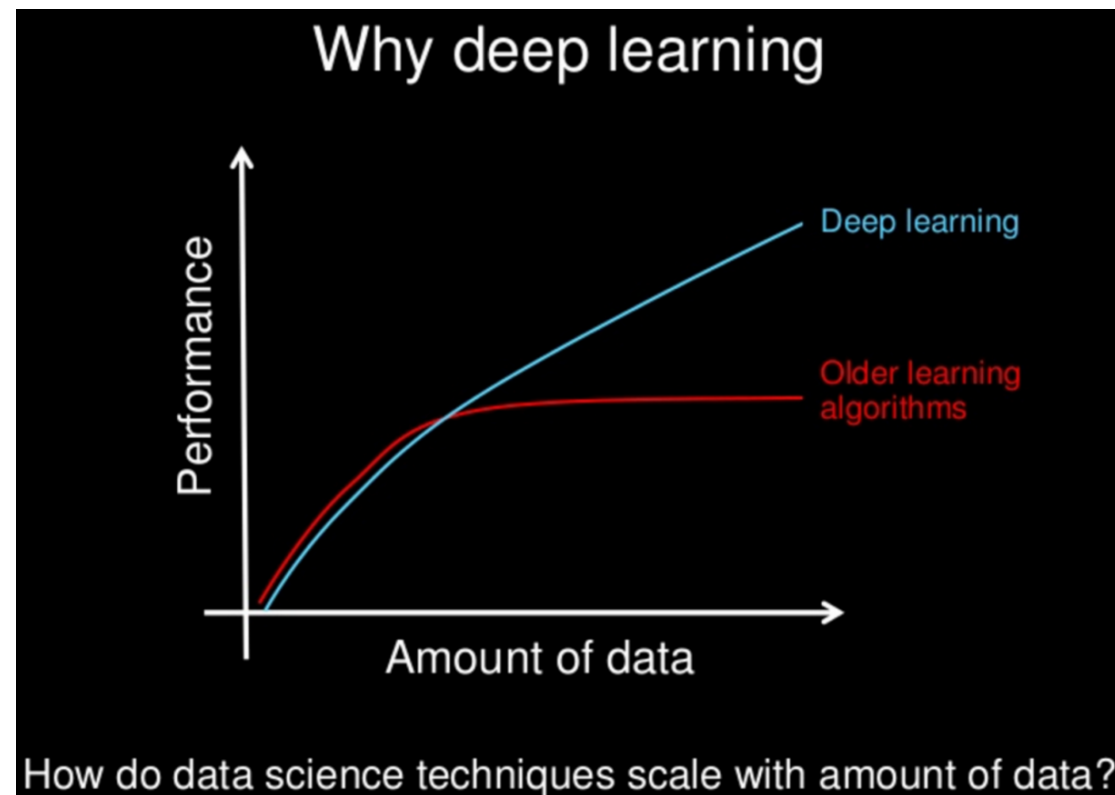 Why deep learning
Performance
Deep learning
Older learning
algorithms
Amount of data
How do data science techniques scale with amount of data?